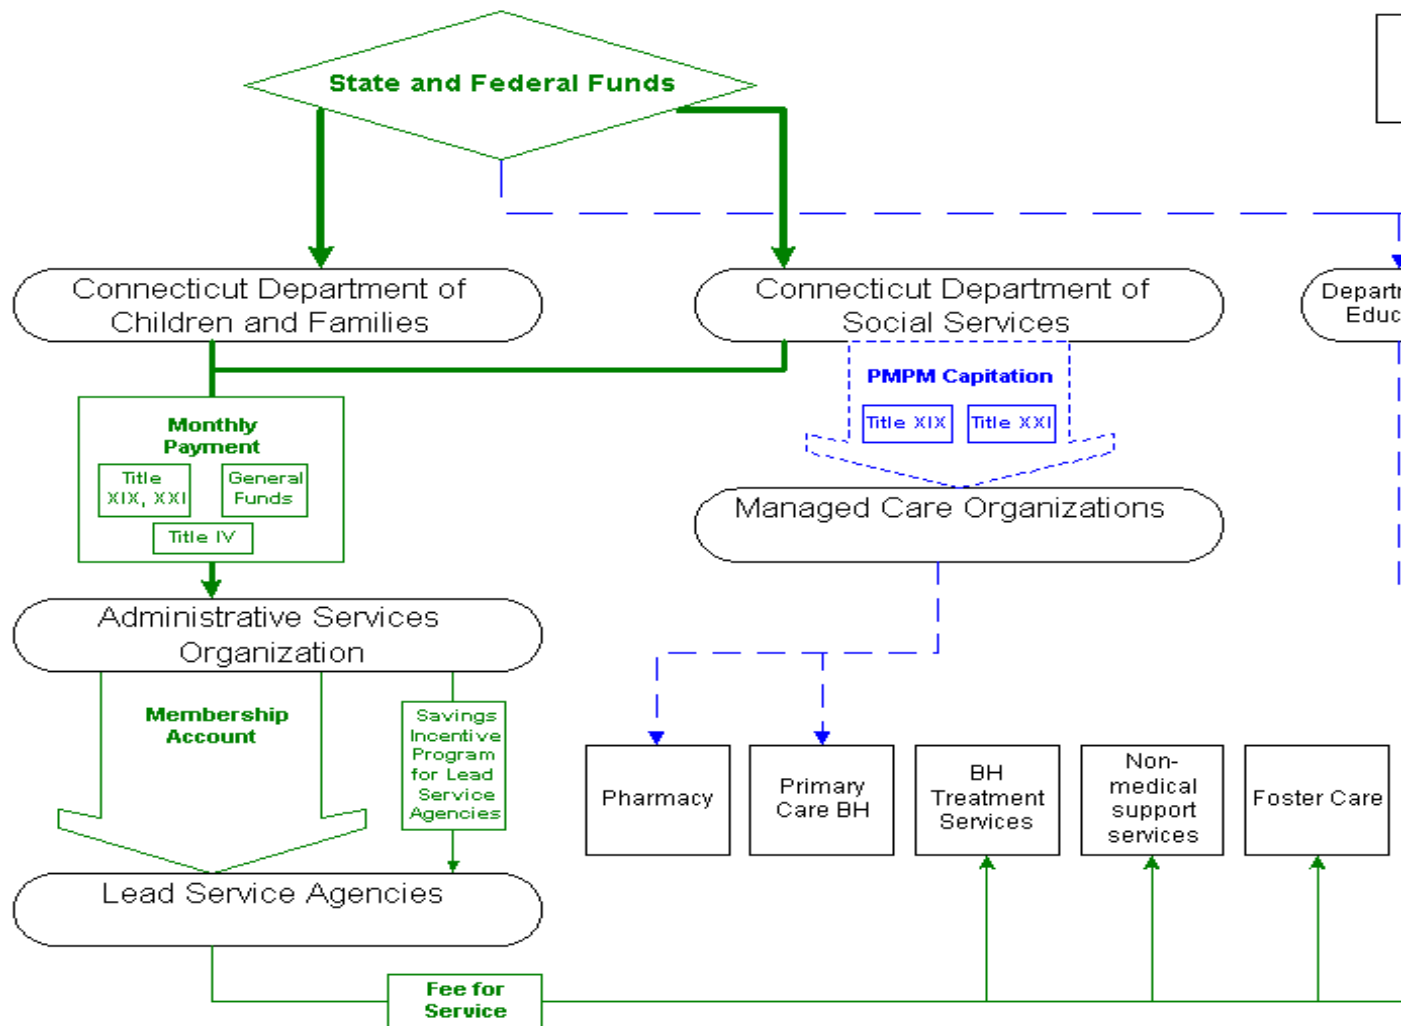 State and Federal Funds
Connecticut Department of
Children and Families
Connecticut Department of
Social Services
Monthly
Payment
Title
XIX, XXI
General
Funds
Title IV
PMPM Capitation
Title XIX
Title XXI
Managed Care Organizations
Administrative Services
Organization
Membership
Account
Savings
Incentive
Program
for Lead
Service
Agencies
Pharmacy
Primary
Care BH
BH
Treatment
Services
Non-
medical
support
services
Foster Care
Lead Service Agencies
Fee for
Service